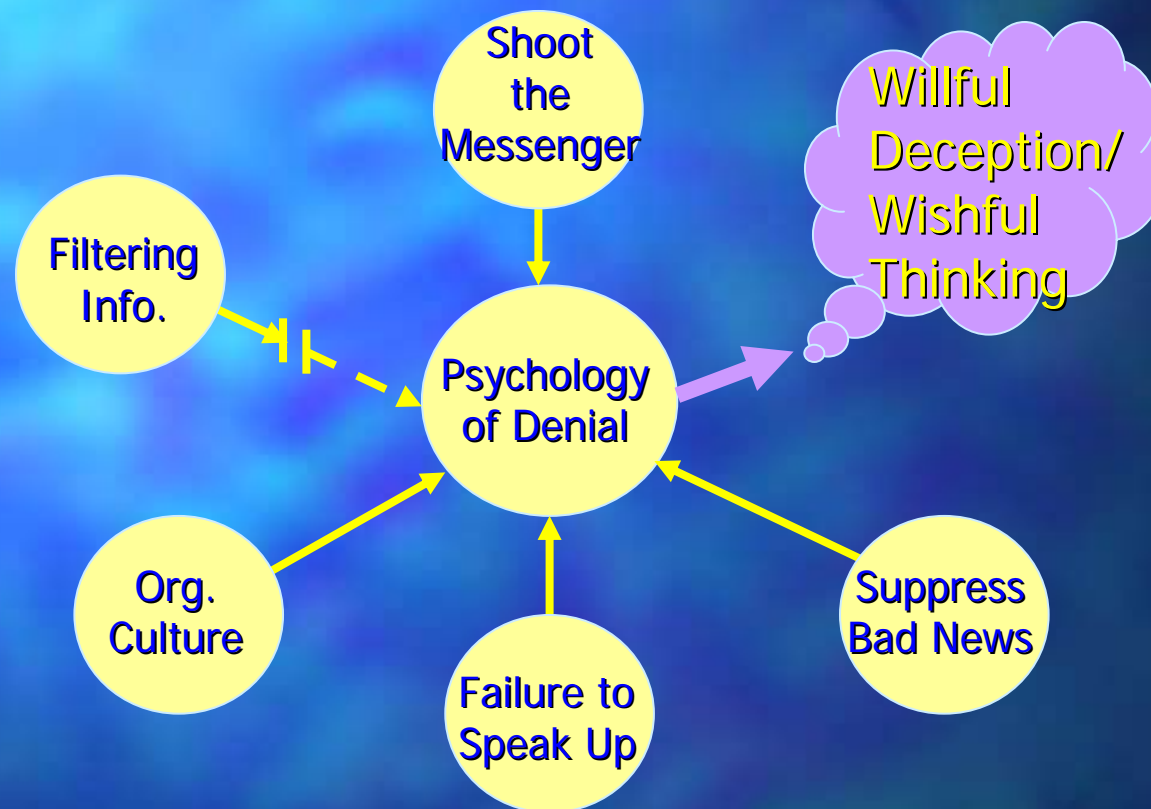 Shoot
the
Messenger
Willful
Deception/
Wishful
Thinking
Filtering
Info.
Psychology
of Denial
Org.
Culture
Failure to
Speak Up
Suppress
Bad News